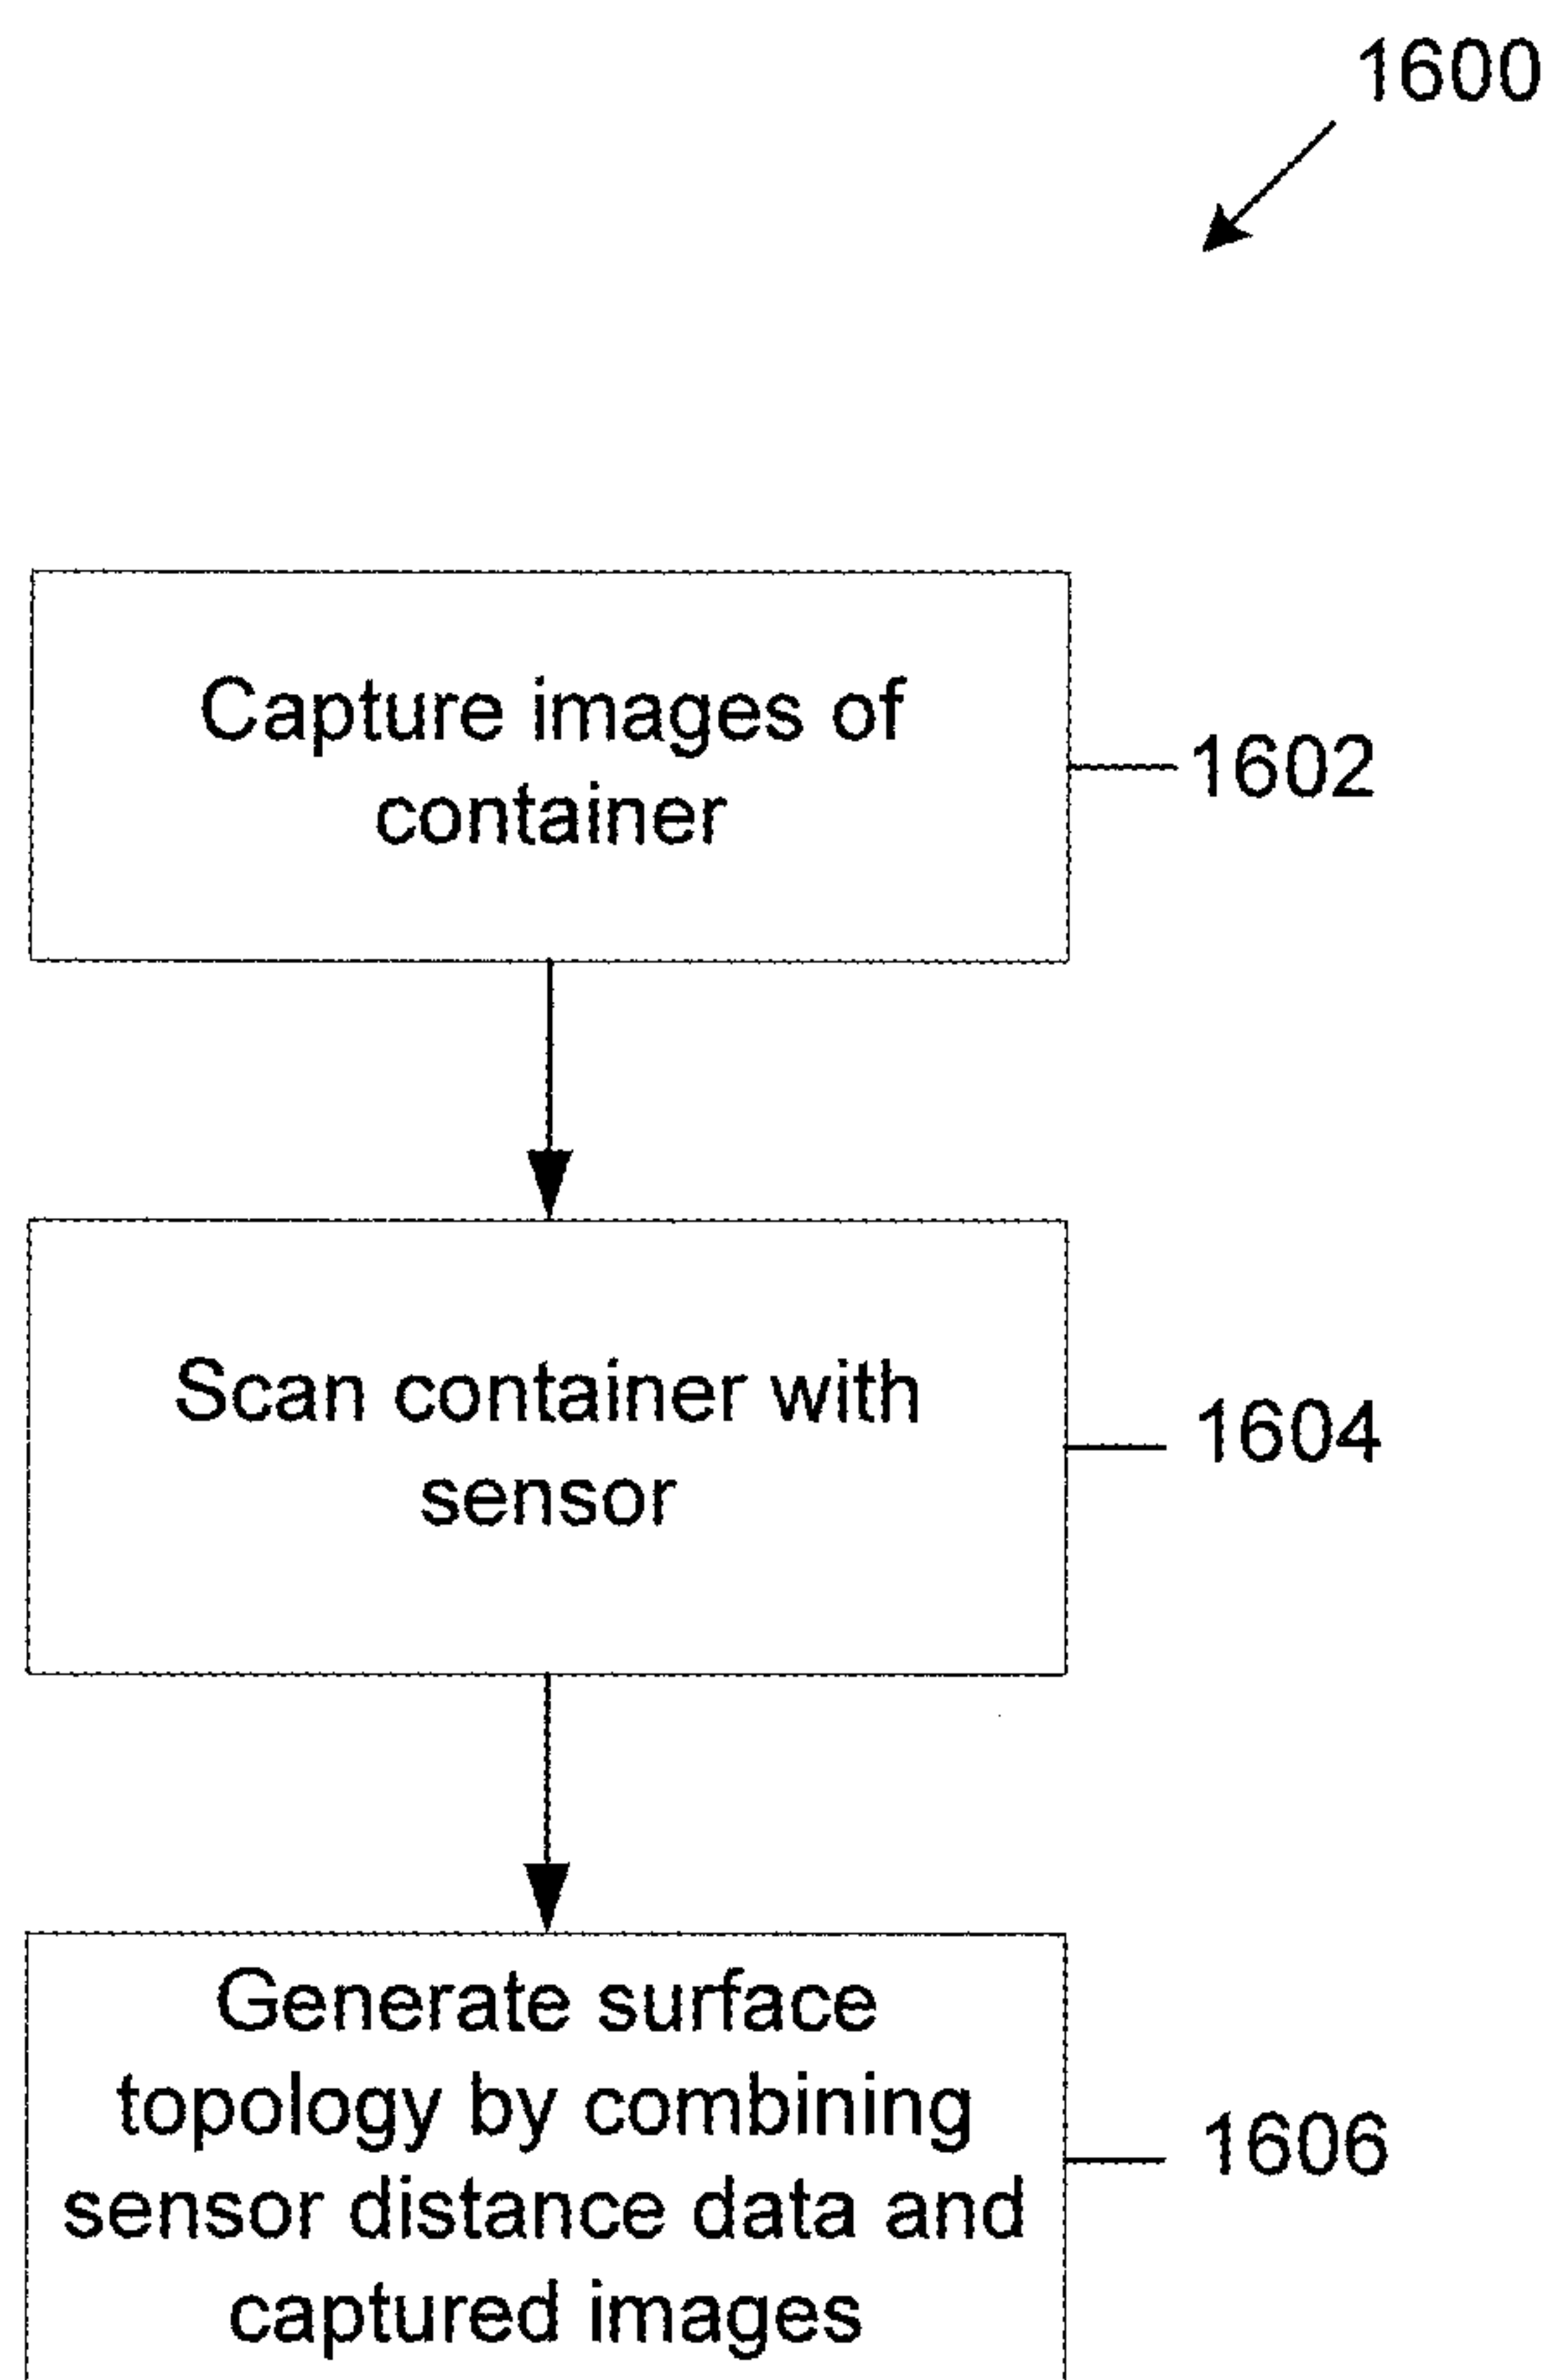 1600
Capture images of
container
1602
Scan container with
sensor
1604
Generate surface
topology by combining
sensor distance data and
captured images
1606